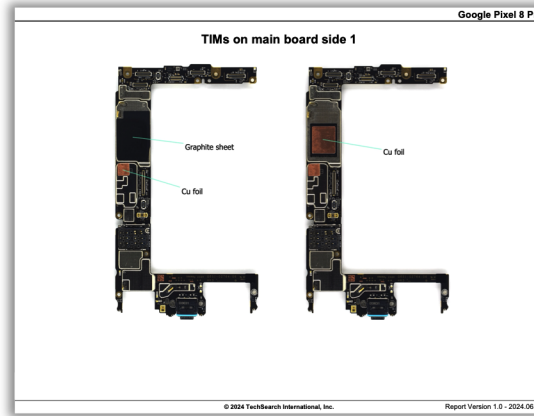 Google Pixel 8 P
TIMs on main board side 1
Graphite sheet
Cu foil
Cu foil
© 2024 TechSearch International, Inc.
Report Version 1.0 - 2024.06